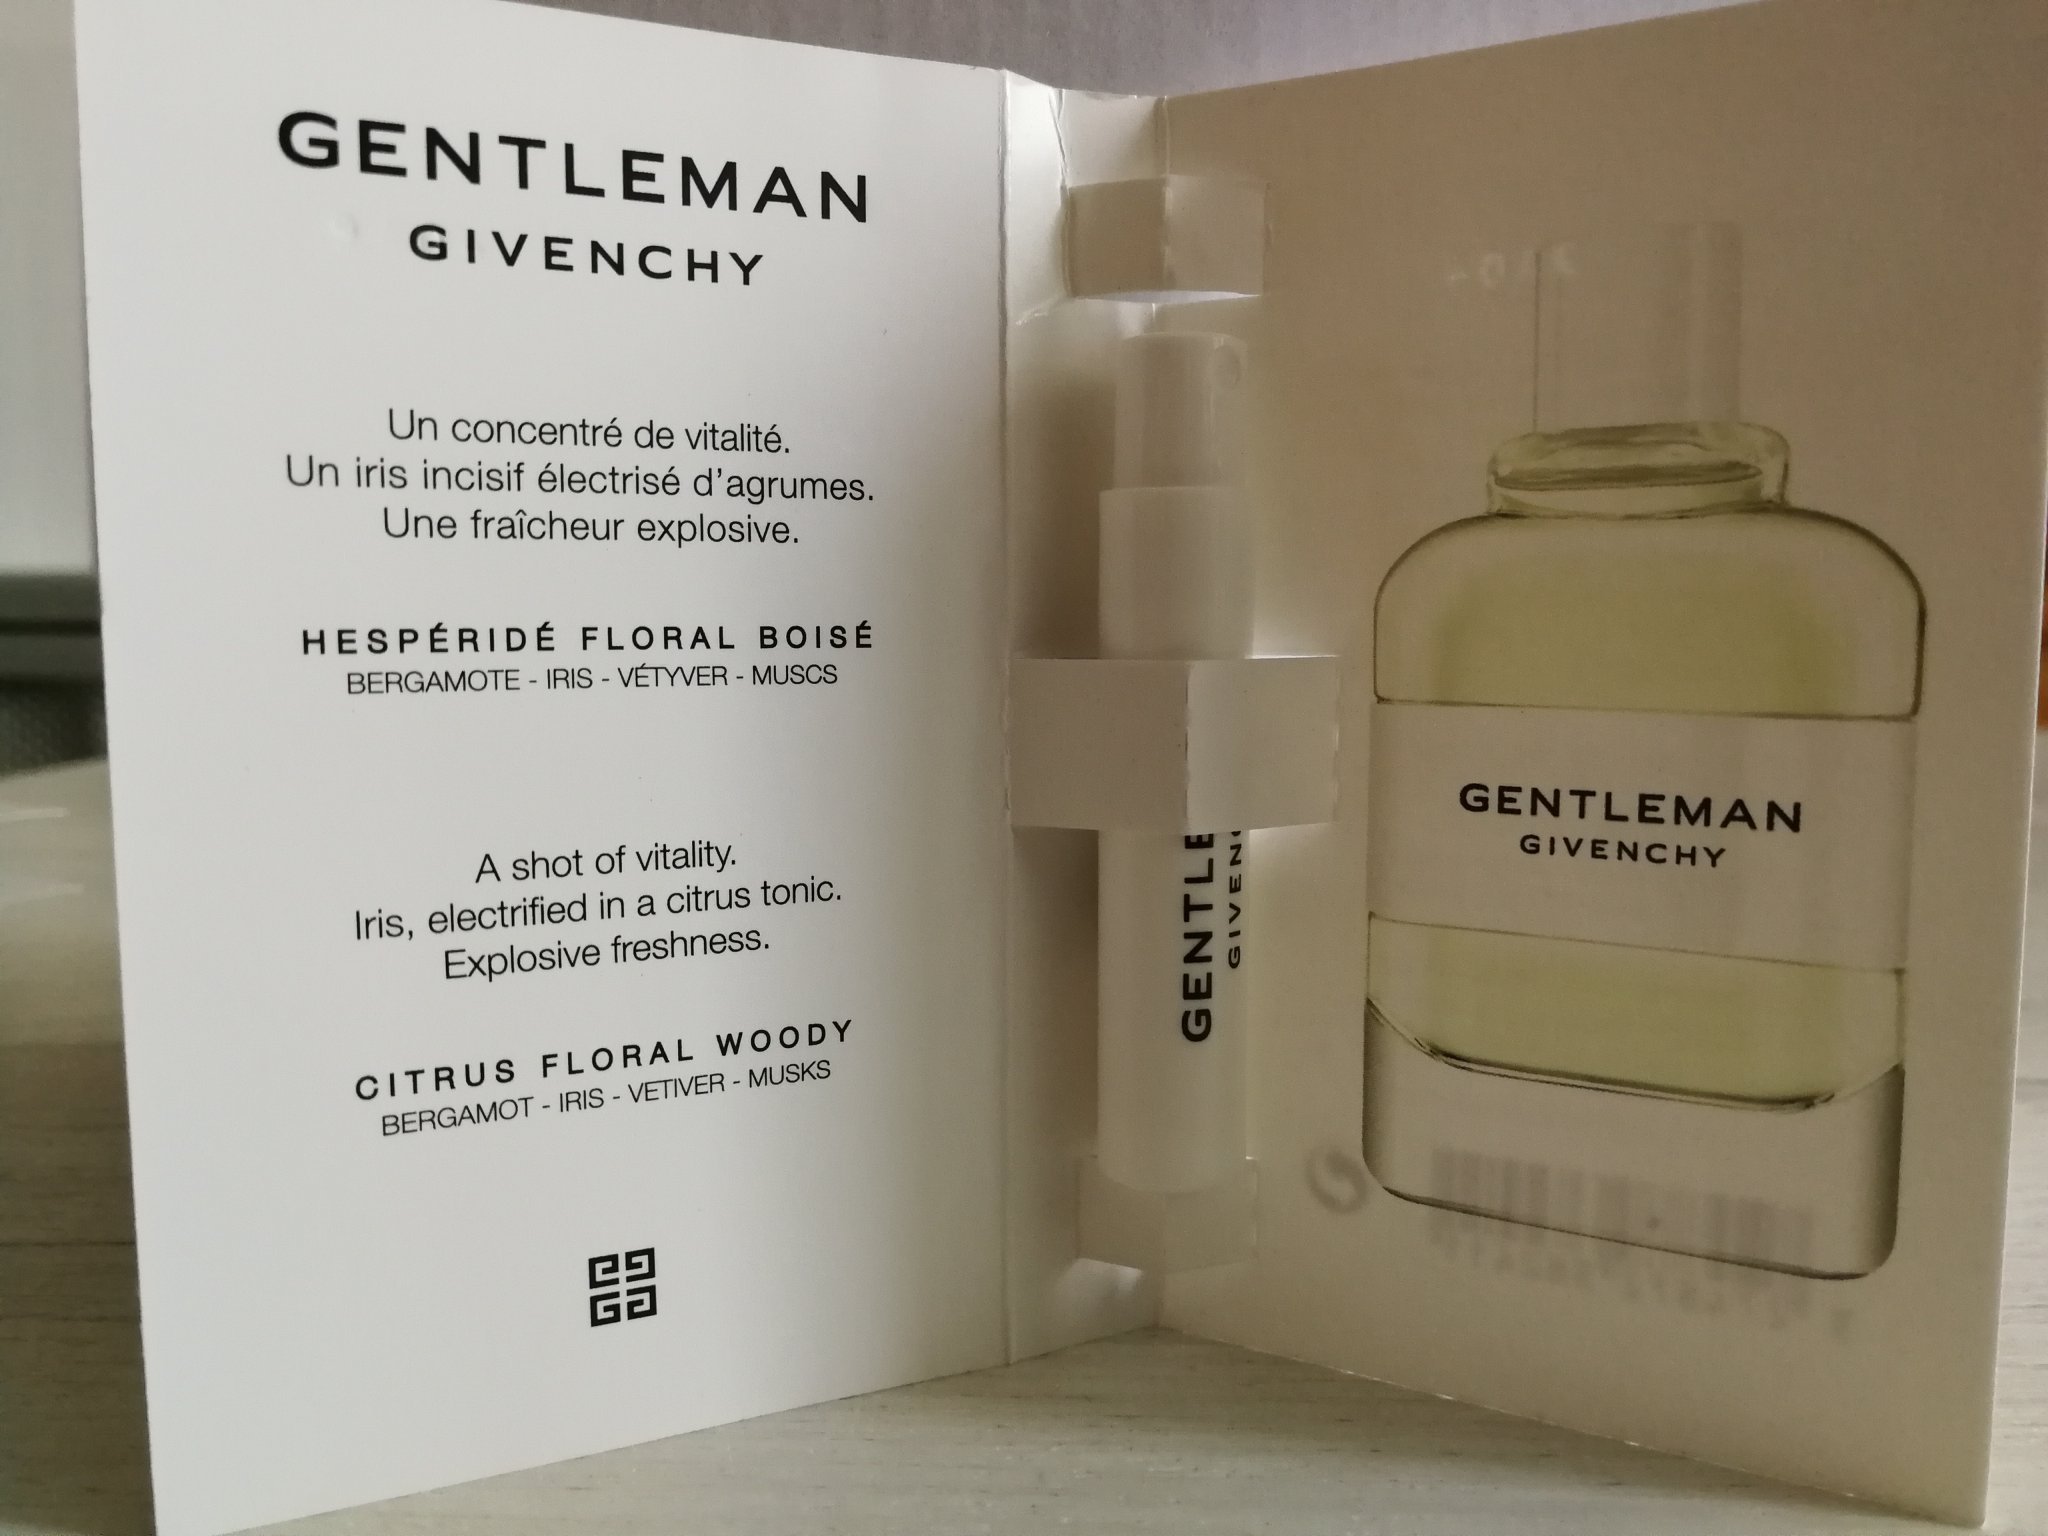 GENTLEMAN
GIVENCHY
Un concentré de vitalité.
Un iris incisif électrisé d'agrumes.
Une fraîcheur explosive.
HESPÉRIDÉ FLORAL BOISÉ
BERGAMOTE - IRIS - VÉTYVER - MUSCS
A shot of vitality.
Iris, electrified in a citrus tonic.
Explosive freshness.
CITRUS FLORAL WOODY
BERGAMOT - IRIS - VETIVER - MUSKS
GENTLE
GIVENC
GENTLEMAN
GIVENCHY